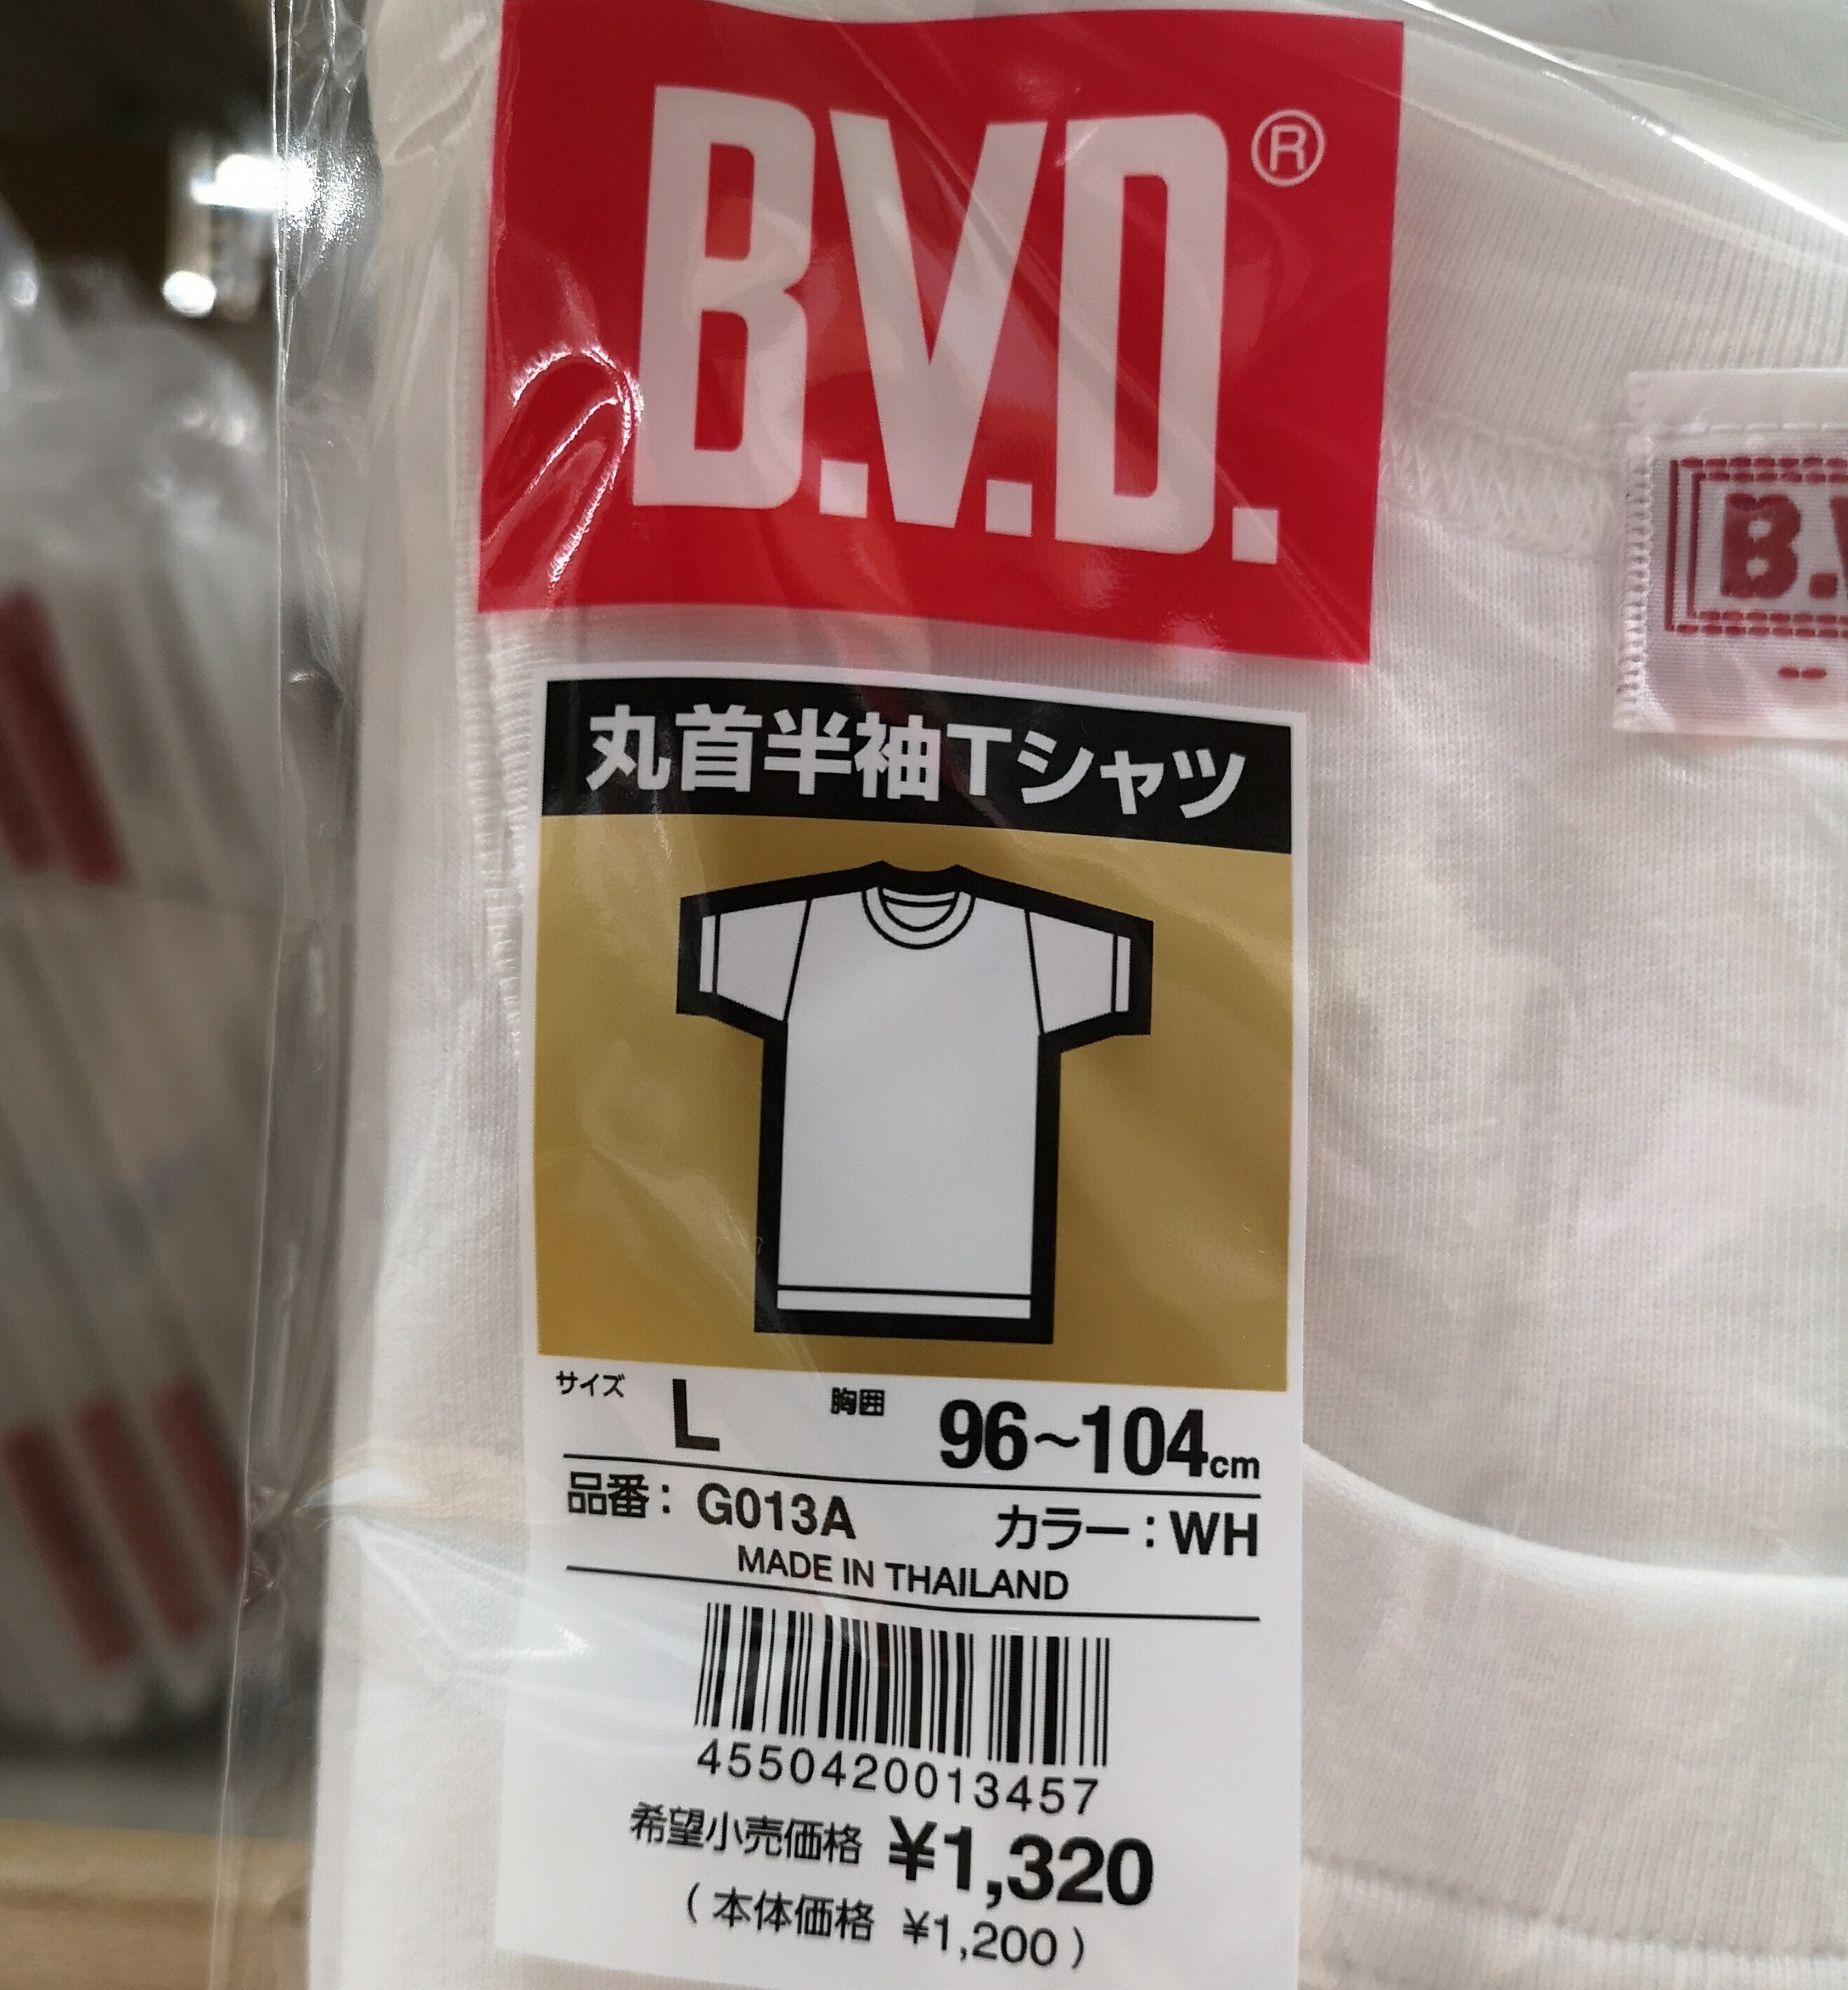 B.V.D.®
丸首半袖Tシャツ
サイズ L 胸囲 96~104cm
品番: G013A カラー:WH
MADE IN THAILAND
4550420013457
希望小売価格 ¥1,320
(本体価格 ¥1,200)
B.V